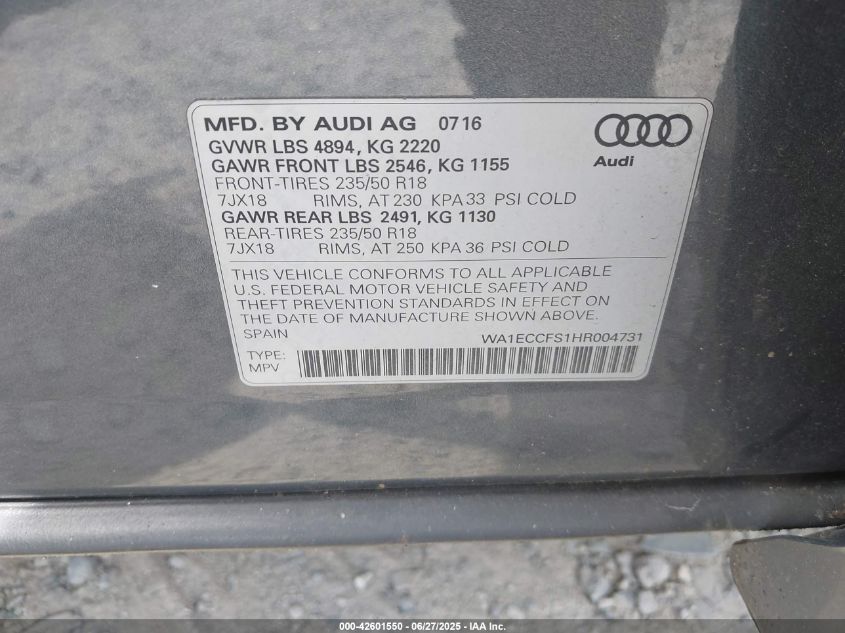 MFD. BY AUDI AG 07 16
GVWR LBS 4894, KG 2220
GAWR FRONT LBS 2546, KG 1155
FRONT-TIRES 235/50 R18
7JX18 RIMS, AT 230 KPA 33 PSI COLD
GAWR REAR LBS 2491, KG 1130
REAR-TIRES 235/50 R18
7JX18 RIMS, AT 250 KPA 36 PSI COLD
Audi
THIS VEHICLE CONFORMS TO ALL APPLICABLE
U.S. FEDERAL MOTOR VEHICLE SAFETY AND
THEFT PREVENTION STANDARDS IN EFFECT ON
THE DATE OF MANUFACTURE SHOWN ABOVE.
SPAIN WA1ECCFS1HR004731
TYPE:
MPV
000-42601550 - 06/27/2025 - IAA Inc.